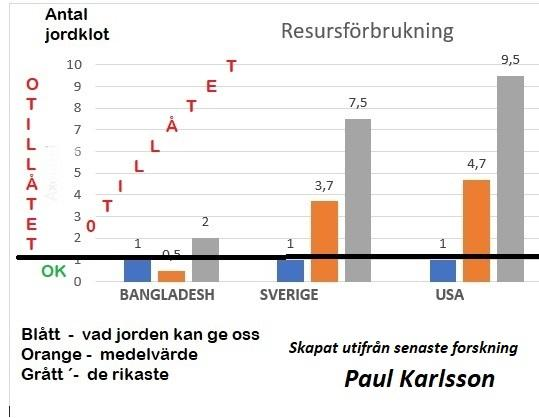 Antal
jordklot
Resursförbrukning
OTILLÅTET
0TILLÅTET
10
9
8
7
6
5
4
3
2
1
0
OK
1
0,5
2
1
3,7
7,5
1
4,7
9,5
BANGLADESH
SVERIGE
USA
Blått - vad jorden kan ge oss
Orange - medelvärde
Grått ´- de rikaste
Skapat utifrån senaste forskning
Paul Karlsson